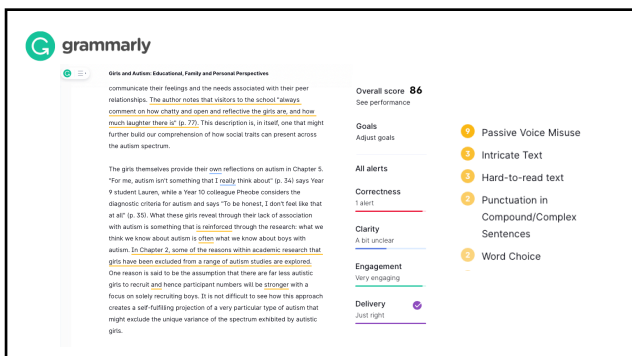 grammarly
Girls and Autism: Educational, Family and Personal Perspectives
communicate their feelings and the needs associated with their peer
relationships. The author notes that visitors to the school "always
comment on how chatty and open and reflective the girls are, and how
much laughter there is" (p. 77). This description is, in itself, one that might
further build our comprehension of how social traits can present across
the autism spectrum.
The girls themselves provide their own reflections on autism in Chapter 5.
"For me, autism isn't something that I really think about" (p. 34) says Year
9 student Lauren, while a Year 10 colleague Pheobe considers the
diagnostic criteria for autism and says "To be honest, I don't feel like that
at all" (p. 35). What these girls reveal through their lack of association
with autism is something that is reinforced through the research: what we
think we know about autism is often what we know about boys with
autism. In Chapter 2, some of the reasons within academic research that
girls have been excluded from a range of autism studies are explored.
One reason is said to be the assumption that there are far less autistic
girls to recruit and hence participant numbers will be stronger with a
focus on solely recruiting boys. It is not difficult to see how this approach
creates a self-fulfilling projection of a very particular type of autism that
might exclude the unique variance of the spectrum exhibited by autistic
girls.
Overall score 86
See performance
Goals
Adjust goals
All alerts
Correctness
1 alert
Clarity
A bit unclear
Engagement
Very engaging
Delivery
Just right
9 Passive Voice Misuse
3 Intricate Text
3 Hard-to-read text
2 Punctuation in
Compound/Complex
Sentences
2 Word Choice